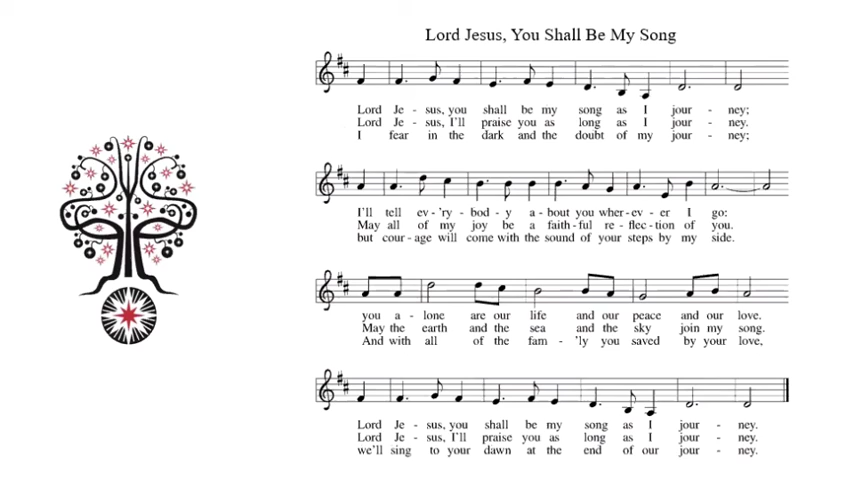 Lord Jesus, You Shall Be My Song
Lord Je - sus, you shall be my song as I jour - ney;
Lord Je - sus, I'll praise you as long as I jour - ney.
I fear in the dark and the doubt of my jour - ney;
I'll tell ev - 'ry - bod - y a - bout you wher - ev - er I go:
May all of my joy be a faith - ful re - flec - tion of you.
but cour - age will come with the sound of your steps by my side.
you a - lone are our life and our peace and our love.
May the earth and the sea and the sky join my song.
And with all of the fam - 'ly you saved by your love,
Lord Je - sus, you shall be my song as I jour - ney.
Lord Je - sus, I'll praise you as long as I jour - ney.
we'll sing to your dawn at the end of our jour - ney.